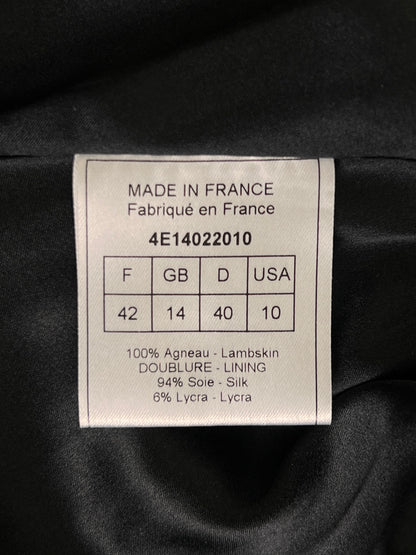 MADE IN FRANCE
Fabriqué en France
4E14022010
F GB D USA
42 14 40 10
100% Agneau - Lambskin
DOUBLURE - LINING
94% Soie - Silk
6% Lycra - Lycra